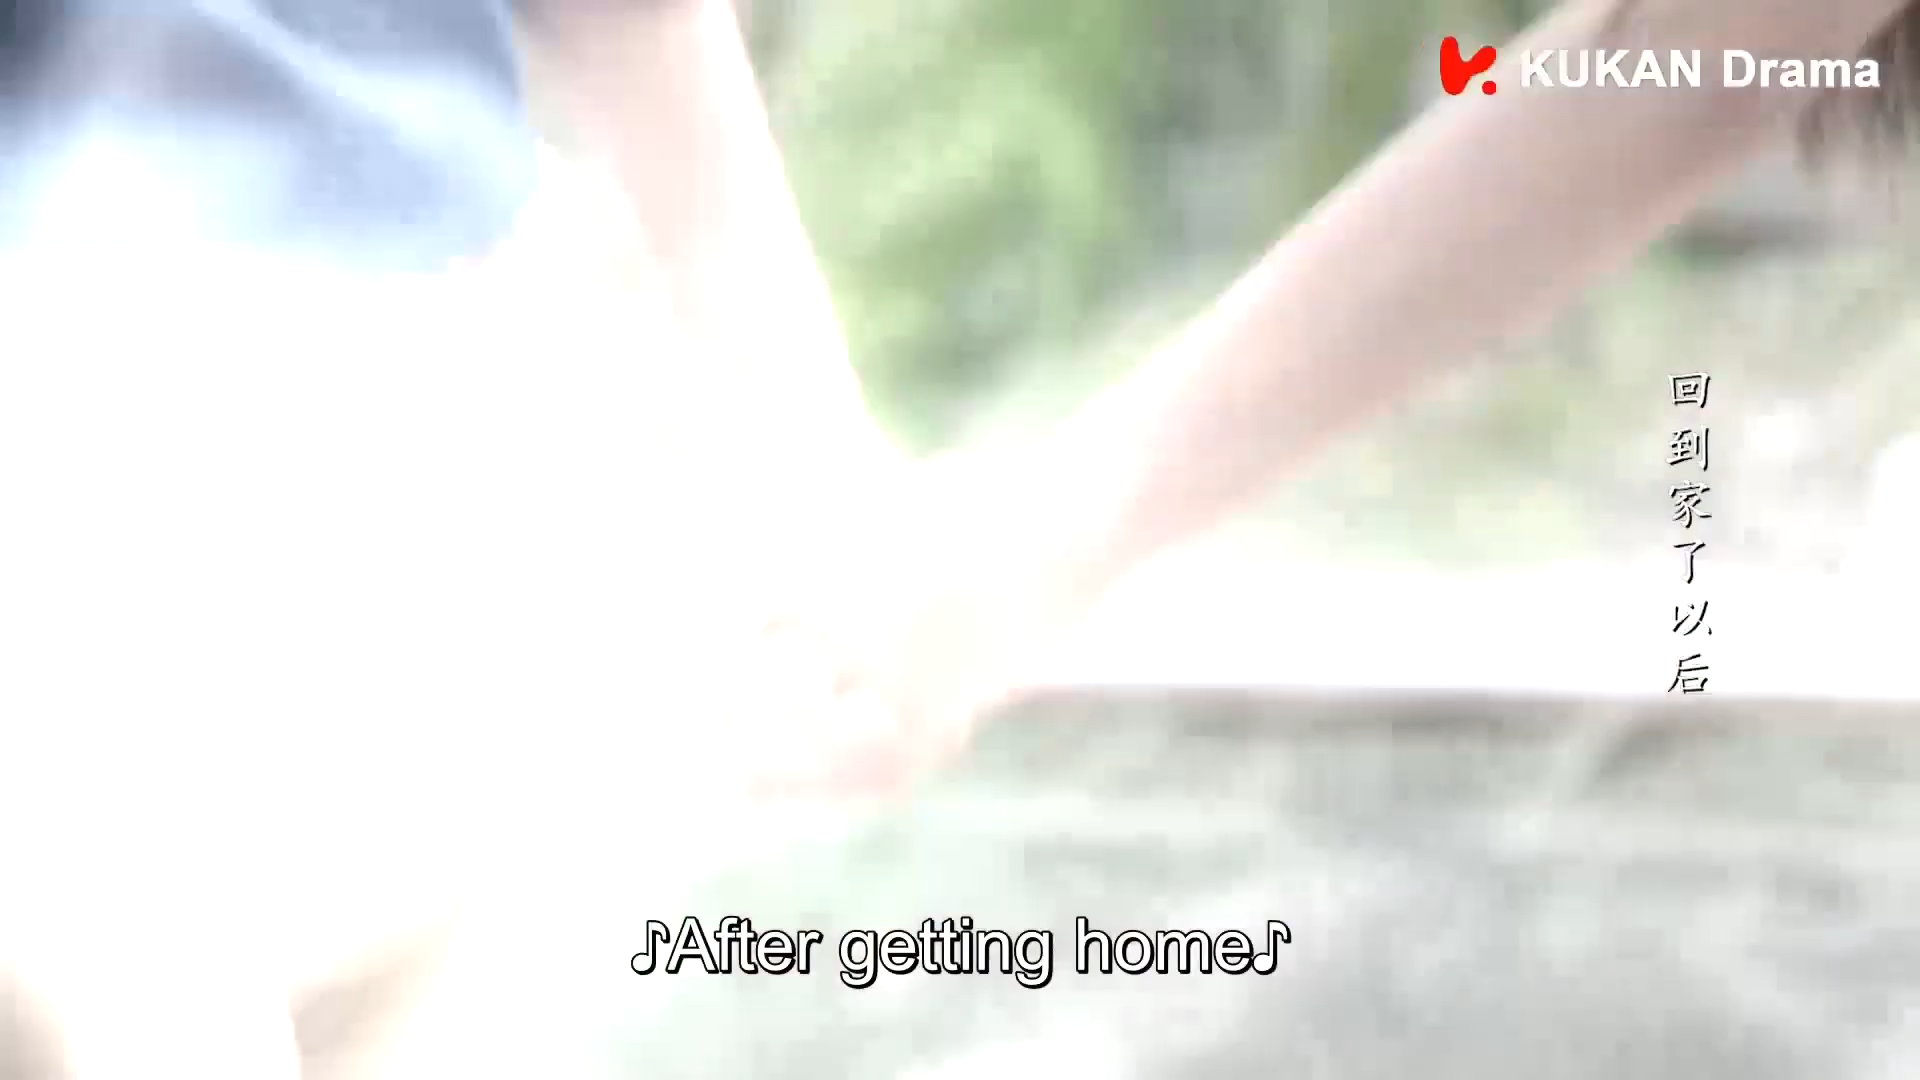 KUKAN Drama
回到家了以后
♪After getting home♪